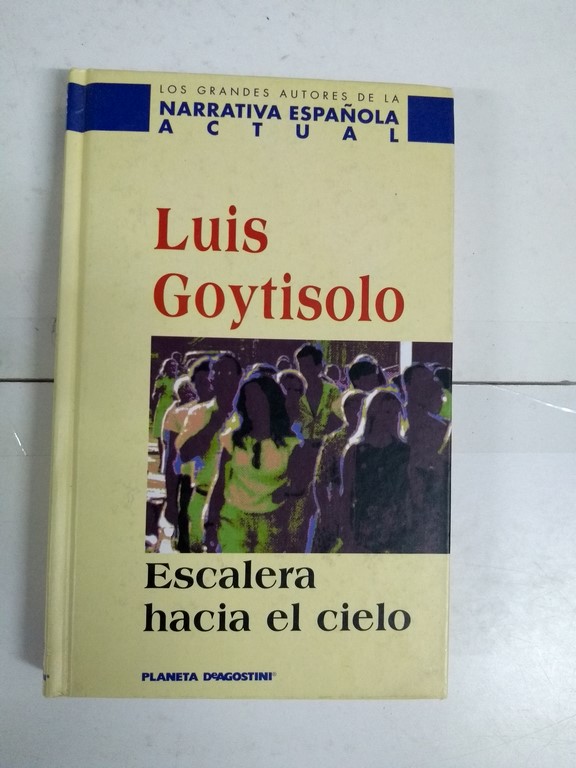 LOS GRANDES AUTORES DE LA
NARRATIVA ESPAÑOLA
ACTUAL
Luis
Goytisolo
Escalera
hacia el cielo
PLANETA DeAGOSTINI®